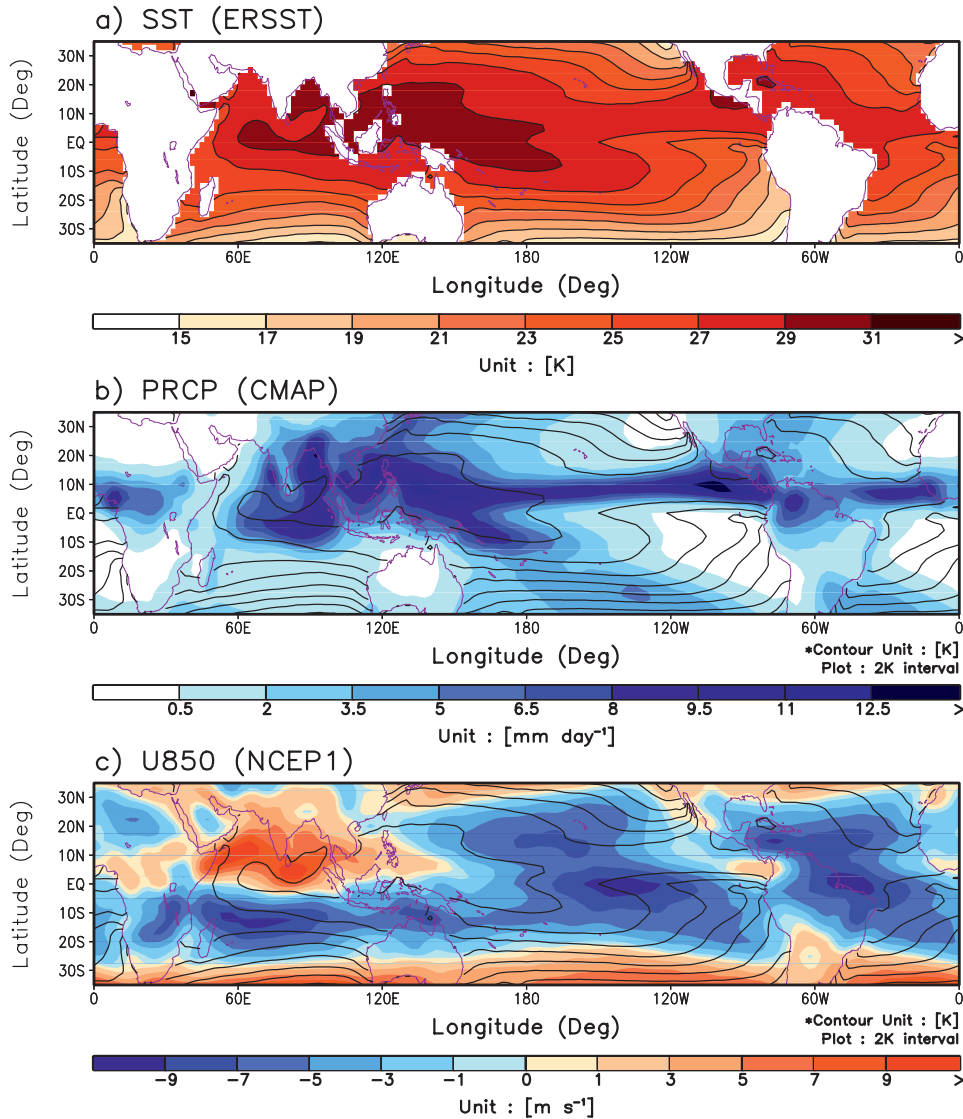 a) SST (ERSST)
Latitude (Deg)
30N
20N
10N
EQ
10S
20S
30S
0 60E 120E 180 120W 60W 0
Longitude (Deg)
15 17 19 21 23 25 27 29 31 >
Unit : [K]
b) PRCP (CMAP)
Latitude (Deg)
30N
20N
10N
EQ
10S
20S
30S
0 60E 120E 180 120W 60W 0
Longitude (Deg)
*Contour Unit : [K]
Plot : 2K interval
0.5 2 3.5 5 6.5 8 9.5 11 12.5 >
Unit : [mm day⁻¹]
c) U850 (NCEP1)
Latitude (Deg)
30N
20N
10N
EQ
10S
20S
30S
0 60E 120E 180 120W 60W 0
Longitude (Deg)
*Contour Unit : [K]
Plot : 2K interval
−9 −7 −5 −3 −1 0 1 3 5 7 9 >
Unit : [m s⁻¹]